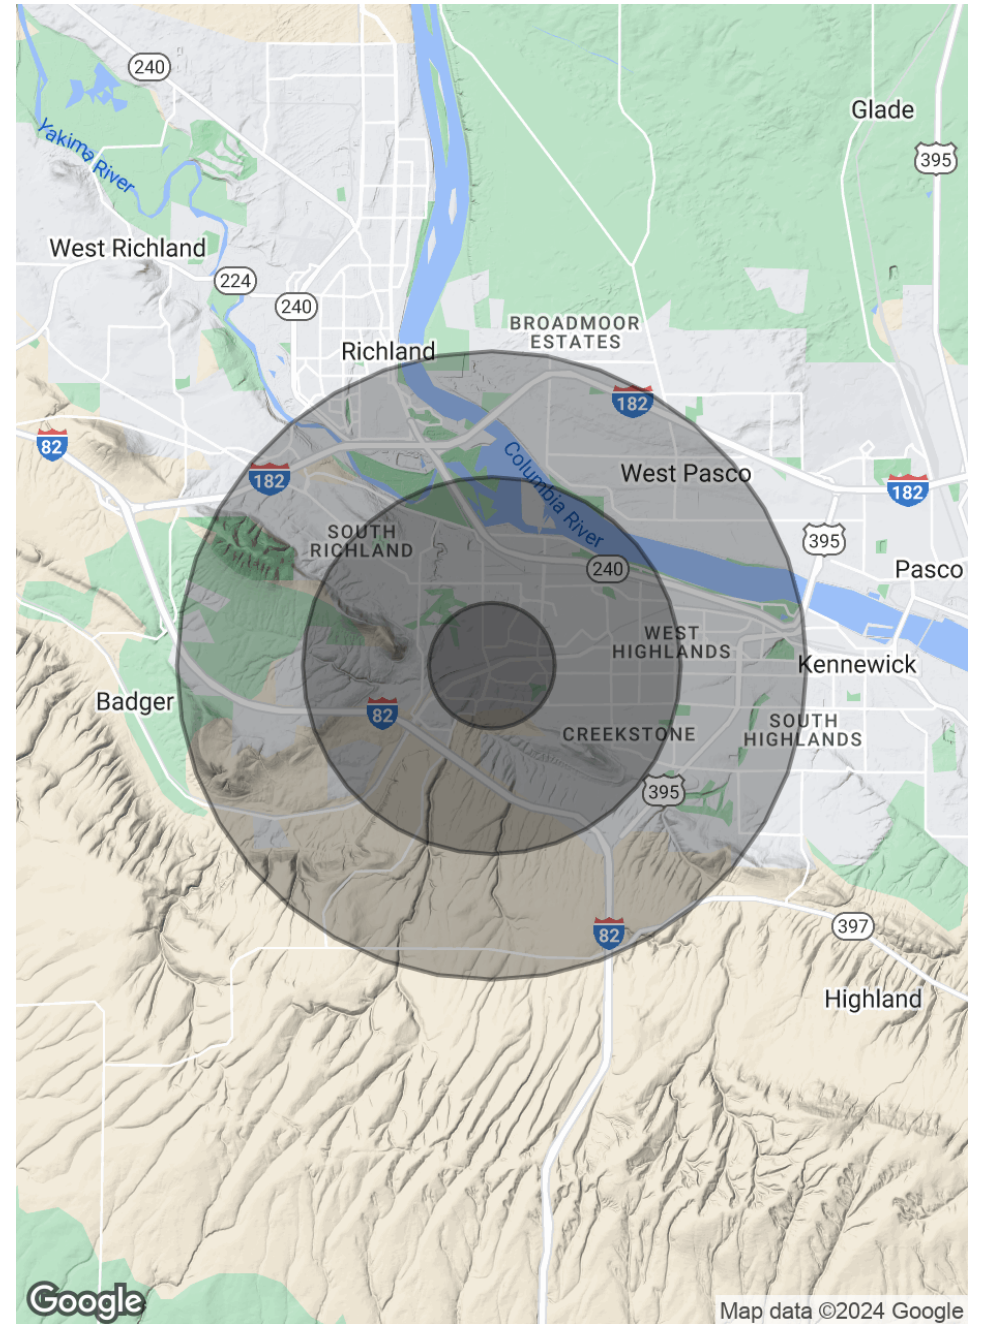 240
Glade
395
Yakima River
West Richland
224
240
BROADMOOR
ESTATES
Richland
182
82
Columbia River
West Pasco
182
182
SOUTH
RICHLAND
395
240
Pasco
WEST
HIGHLANDS
Kennewick
Badger
82
CREEKSTONE
SOUTH
HIGHLANDS
395
82
397
Highland
Google
Map data ©2024 Google